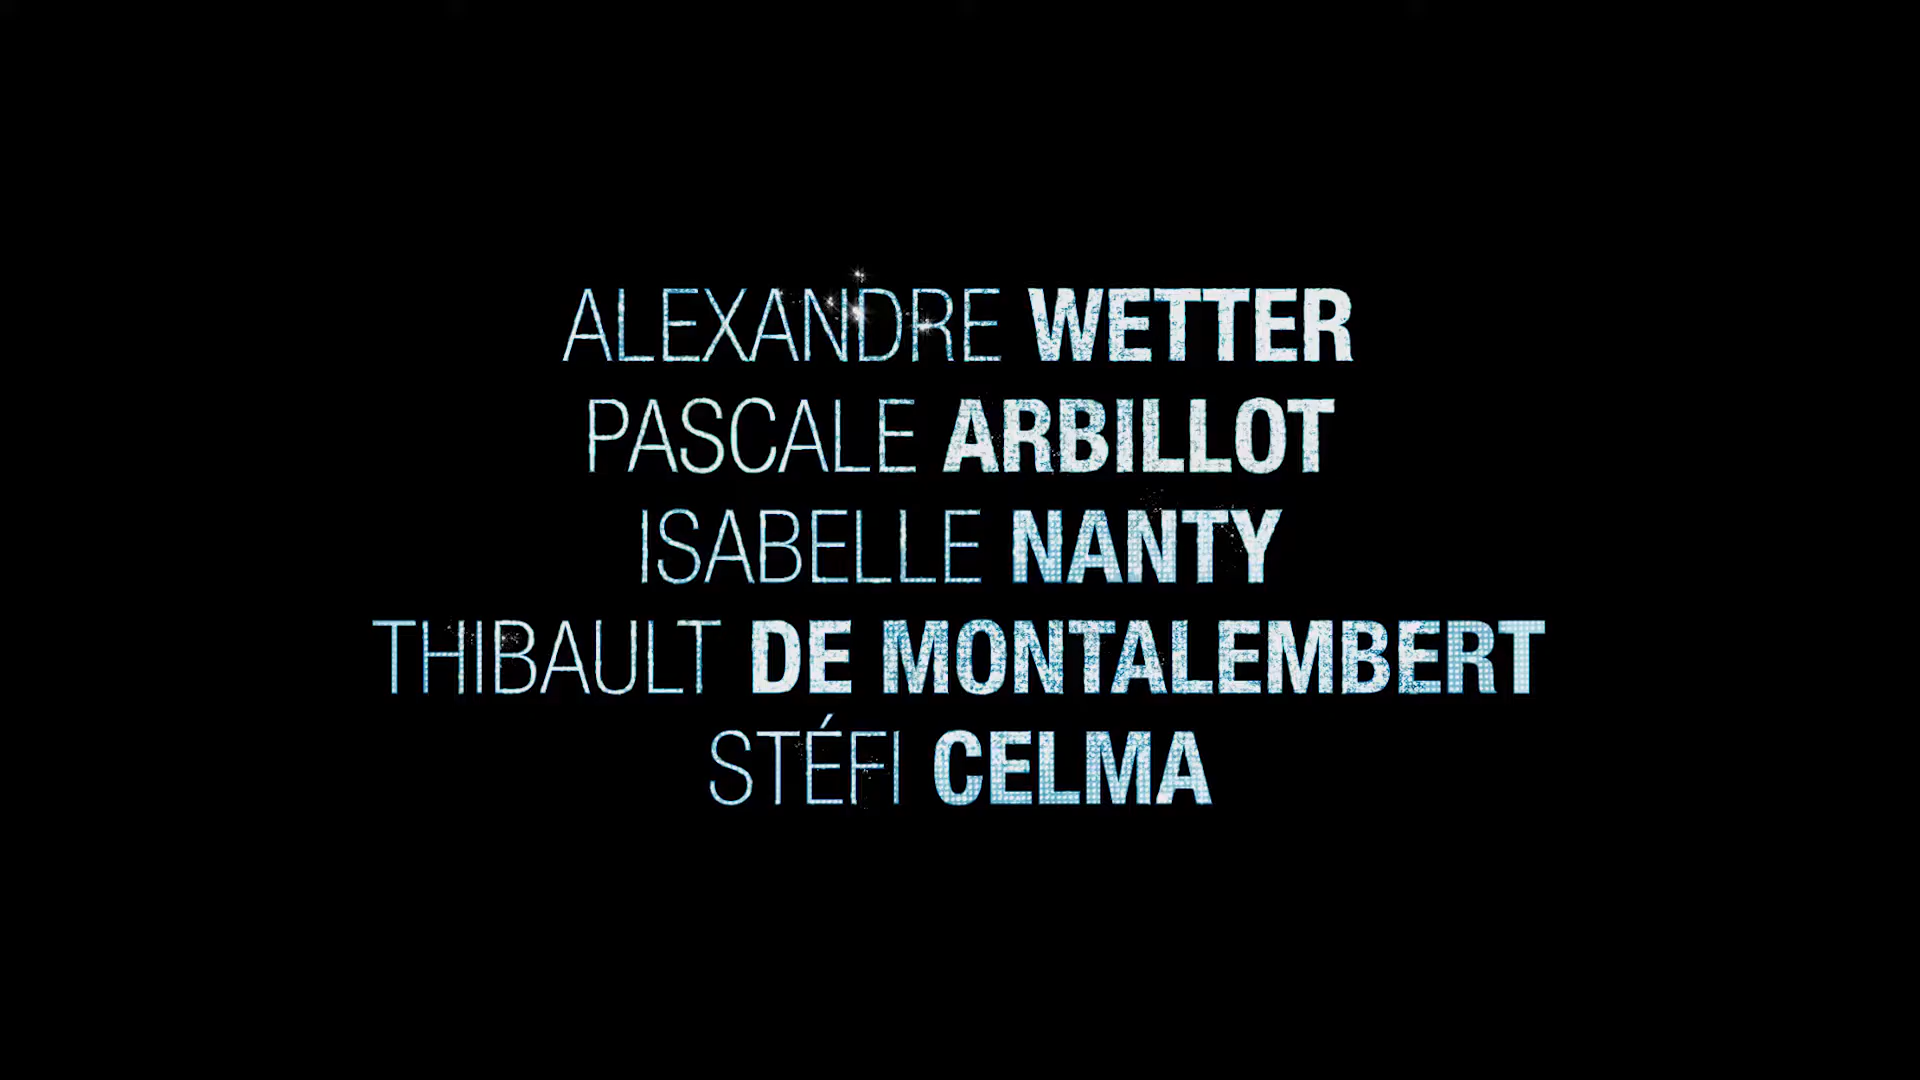 ALEXANDRE WETTER
PASCALE ARBILLOT
ISABELLE NANTY
THIBAULT DE MONTALEMBERT
STÉFI CELMA